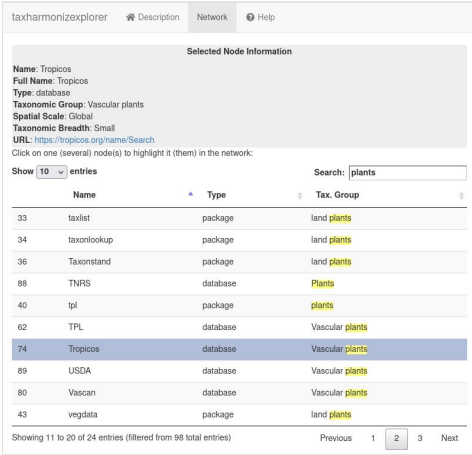 taxharmonizexplorer Description Network Help
Selected Node Information
Name: Tropicos
Full Name: Tropicos
Type: database
Taxonomic Group: Vascular plants
Spatial Scale: Global
Taxonomic Breadth: Small
URL: https://tropicos.org/name/Search
Click on one (several) node(s) to highlight it (them) in the network:
Show 10 entries Search: plants
Name Type Tax. Group
33 taxlist package land plants
34 taxonlookup package land plants
36 Taxonstand package land plants
88 TNRS database Plants
40 tpl package plants
62 TPL database Vascular plants
74 Tropicos database Vascular plants
89 USDA database Vascular plants
80 Vascan database Vascular plants
43 vegdata package land plants
Showing 11 to 20 of 24 entries (filtered from 98 total entries) Previous 1 2 3 Next